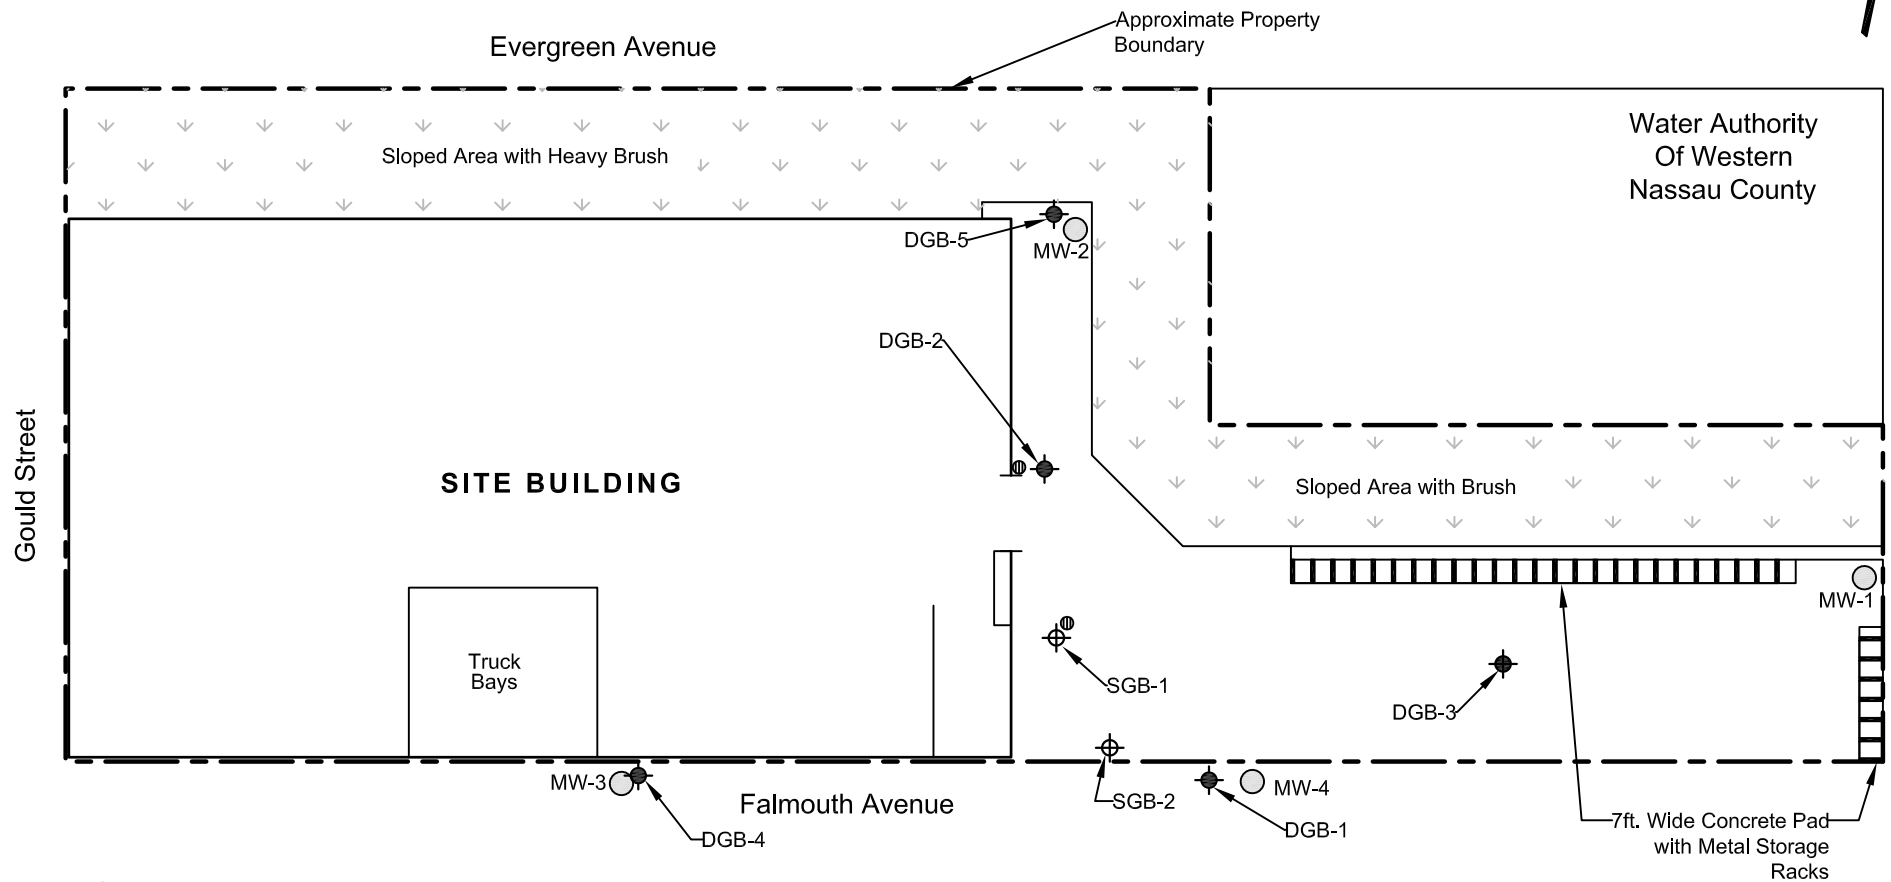 Approximate Property
Boundary
Evergreen Avenue
Water Authority
Of Western
Nassau County
Sloped Area with Heavy Brush
DGB-5
MW-2
DGB-2
Gould Street
SITE BUILDING
Sloped Area with Brush
MW-1
Truck
Bays
SGB-1
DGB-3
MW-3
Falmouth Avenue
SGB-2
MW-4
DGB-4
DGB-1
7ft. Wide Concrete Pad
with Metal Storage
Racks